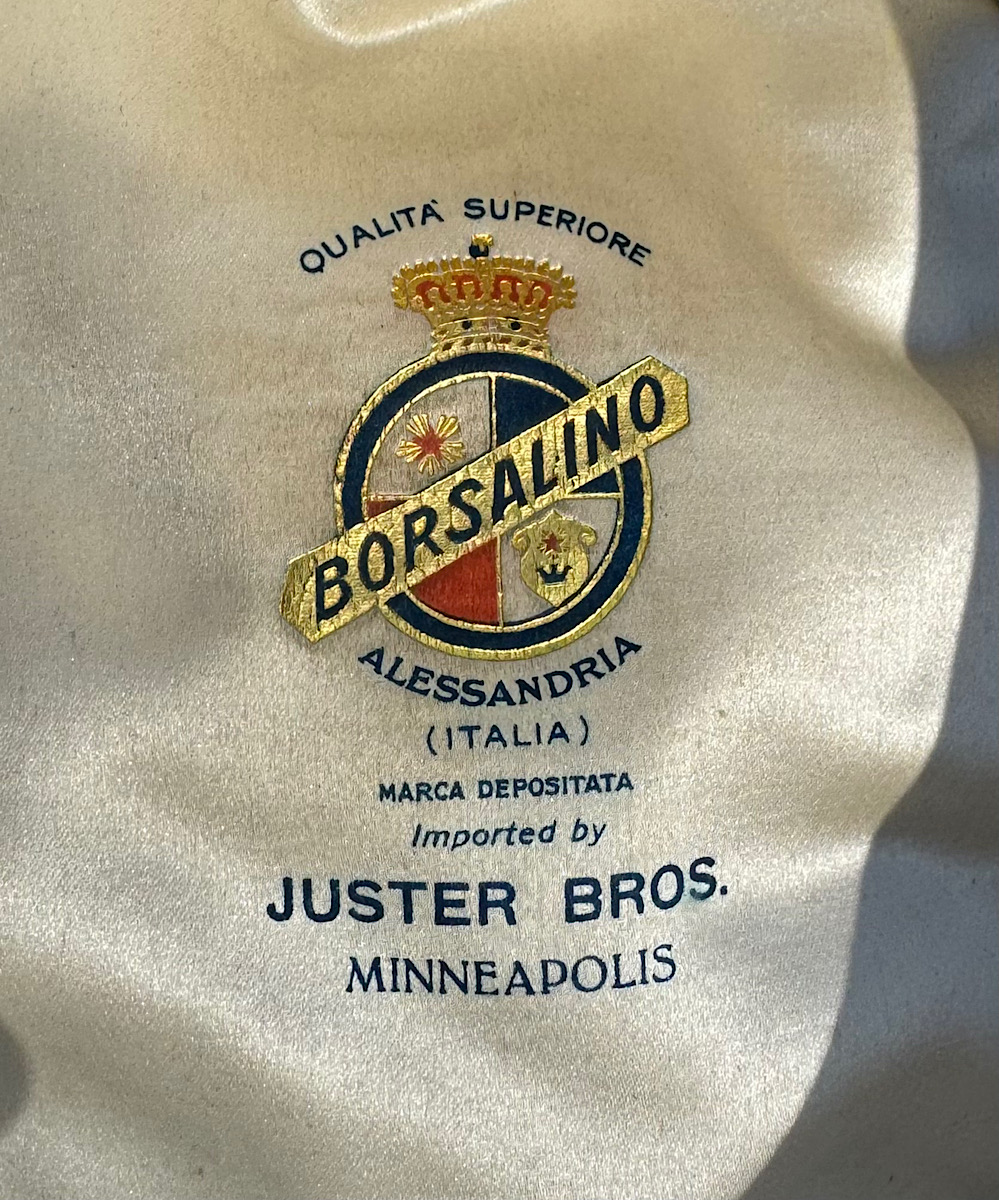 QUALITÀ SUPERIORE
BORSALINO
ALESSANDRIA
(ITALIA)
MARCA DEPOSITATA
Imported by
JUSTER BROS.
MINNEAPOLIS